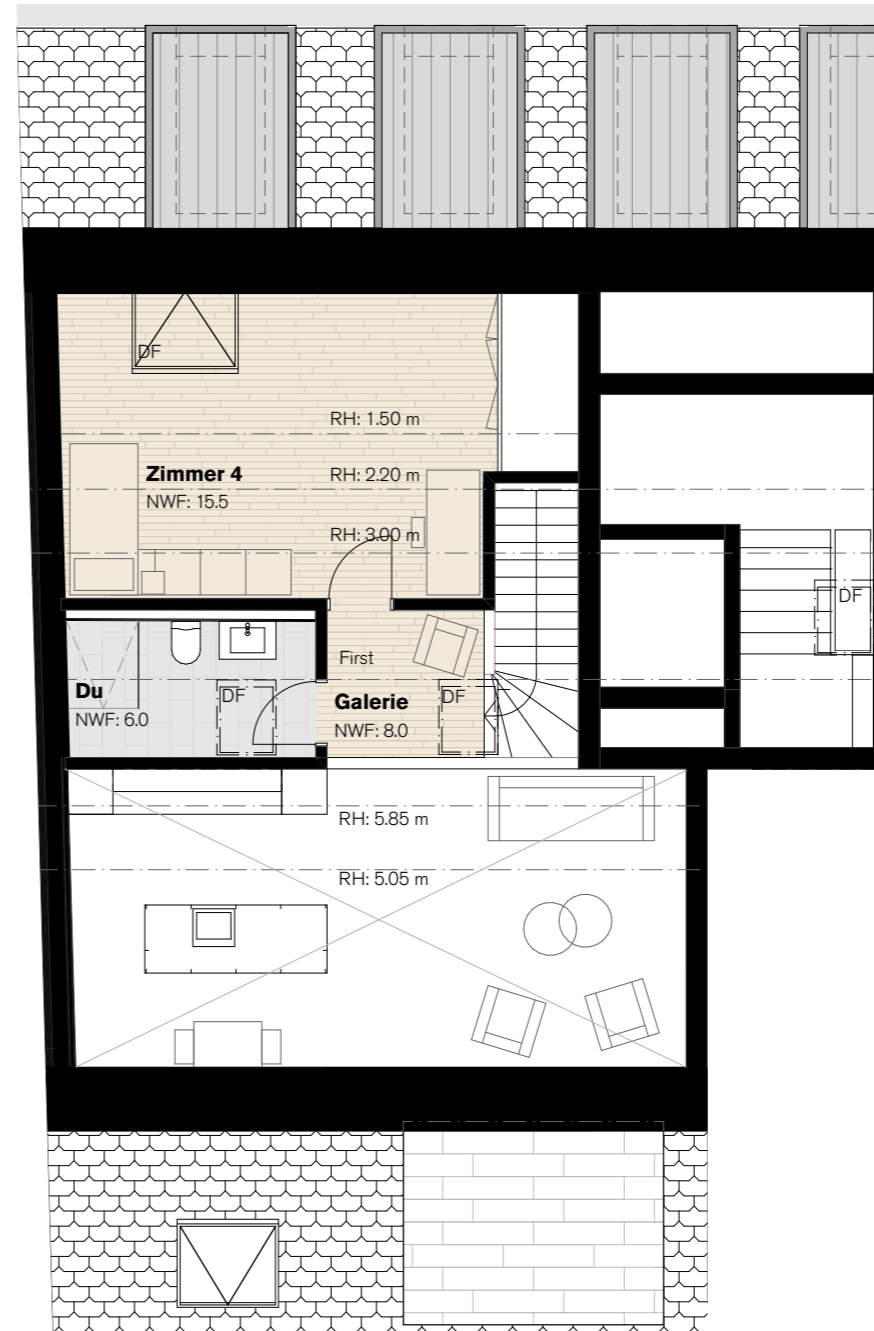 DF
RH: 1.50 m
Zimmer 4
NWF: 15.5
RH: 2.20 m
RH: 3.00 m
DF
First
Du
NWF: 6.0
DF
Galerie
NWF: 8.0
DF
RH: 5.85 m
RH: 5.05 m